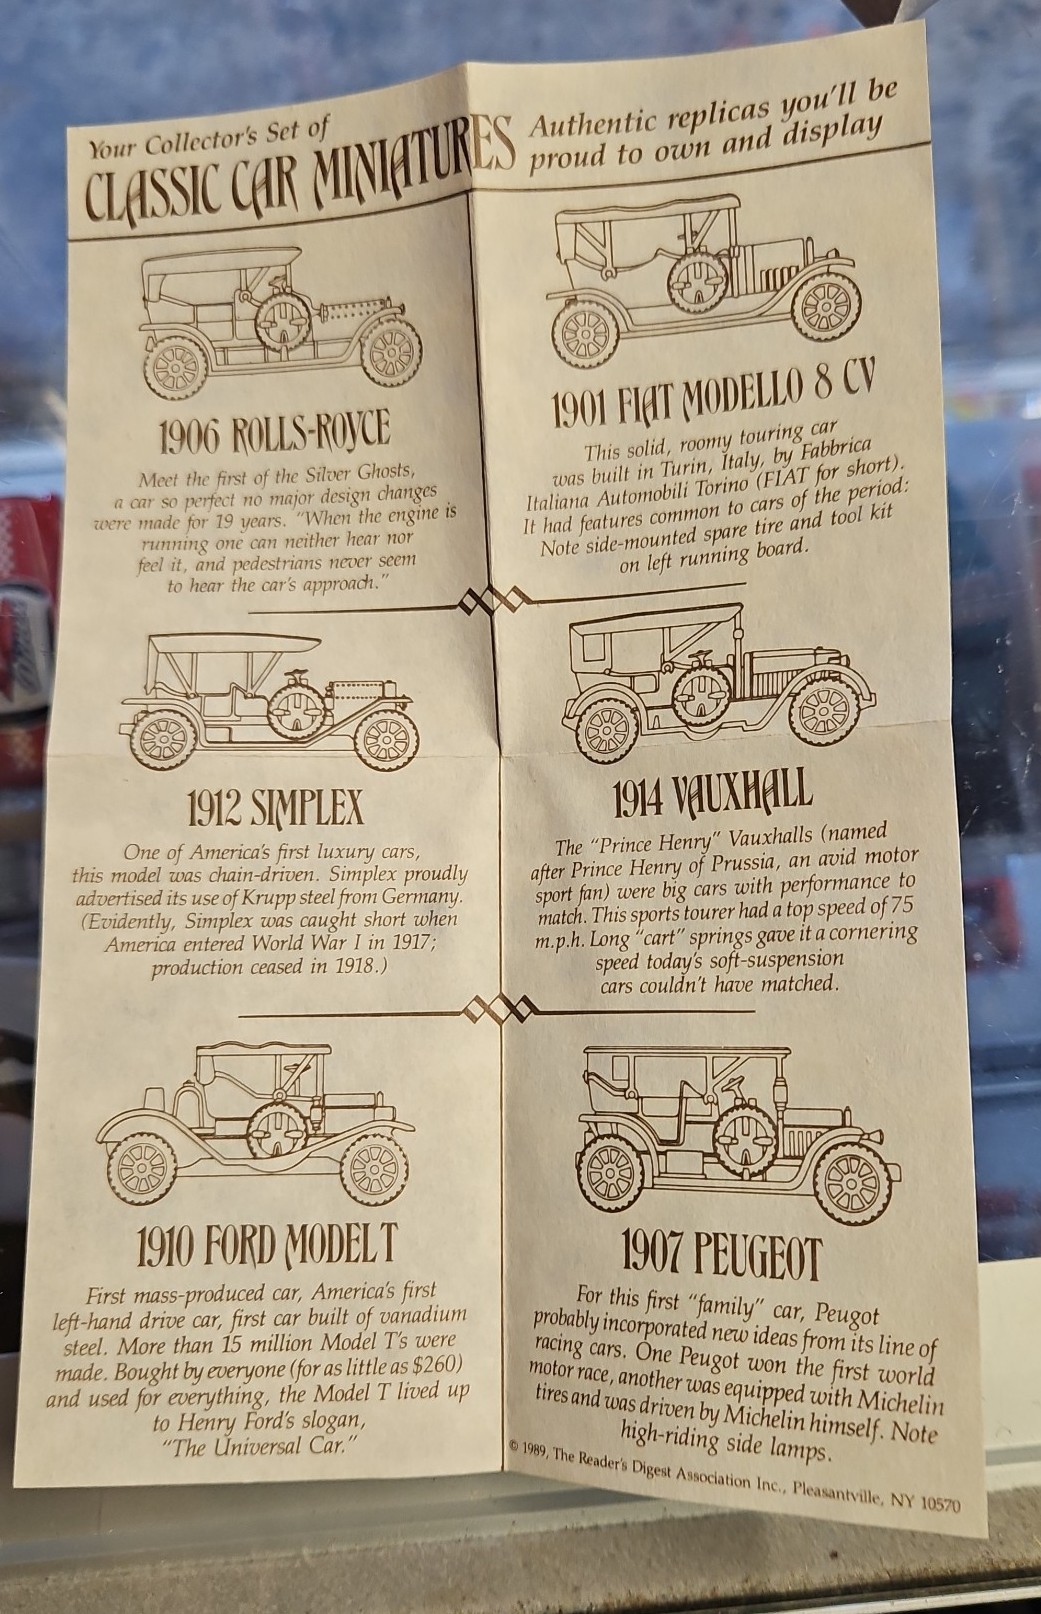 Your Collector's Set of
CLASSIC CAR MINIATURES
Authentic replicas you'll be
proud to own and display
1906 ROLLS-ROYCE
Meet the first of the Silver Ghosts,
a car so perfect no major design changes
were made for 19 years. "When the engine is
running one can neither hear nor
feel it, and pedestrians never seem
to hear the car's approach."
1901 FIAT MODELLO 8 CV
This solid, roomy touring car
was built in Turin, Italy, by Fabbrica
Italiana Automobili Torino (FIAT for short).
It had features common to cars of the period:
Note side-mounted spare tire and tool kit
on left running board.
1912 SIMPLEX
One of America's first luxury cars,
this model was chain-driven. Simplex proudly
advertised its use of Krupp steel from Germany.
(Evidently, Simplex was caught short when
America entered World War I in 1917;
production ceased in 1918.)
1914 VAUXHALL
The "Prince Henry" Vauxhalls (named
after Prince Henry of Prussia, an avid motor
sport fan) were big cars with performance to
match. This sports tourer had a top speed of 75
m.p.h. Long "cart" springs gave it a cornering
speed today's soft-suspension
cars couldn't have matched.
1910 FORD MODEL T
First mass-produced car, America's first
left-hand drive car, first car built of vanadium
steel. More than 15 million Model T's were
made. Bought by everyone (for as little as $260)
and used for everything, the Model T lived up
to Henry Ford's slogan,
"The Universal Car."
1907 PEUGEOT
For this first "family" car, Peugot
probably incorporated new ideas from its line of
racing cars. One Peugot won the first world
motor race, another was equipped with Michelin
tires and was driven by Michelin himself. Note
high-riding side lamps.
© 1989, The Reader's Digest Association Inc., Pleasantville, NY 10570